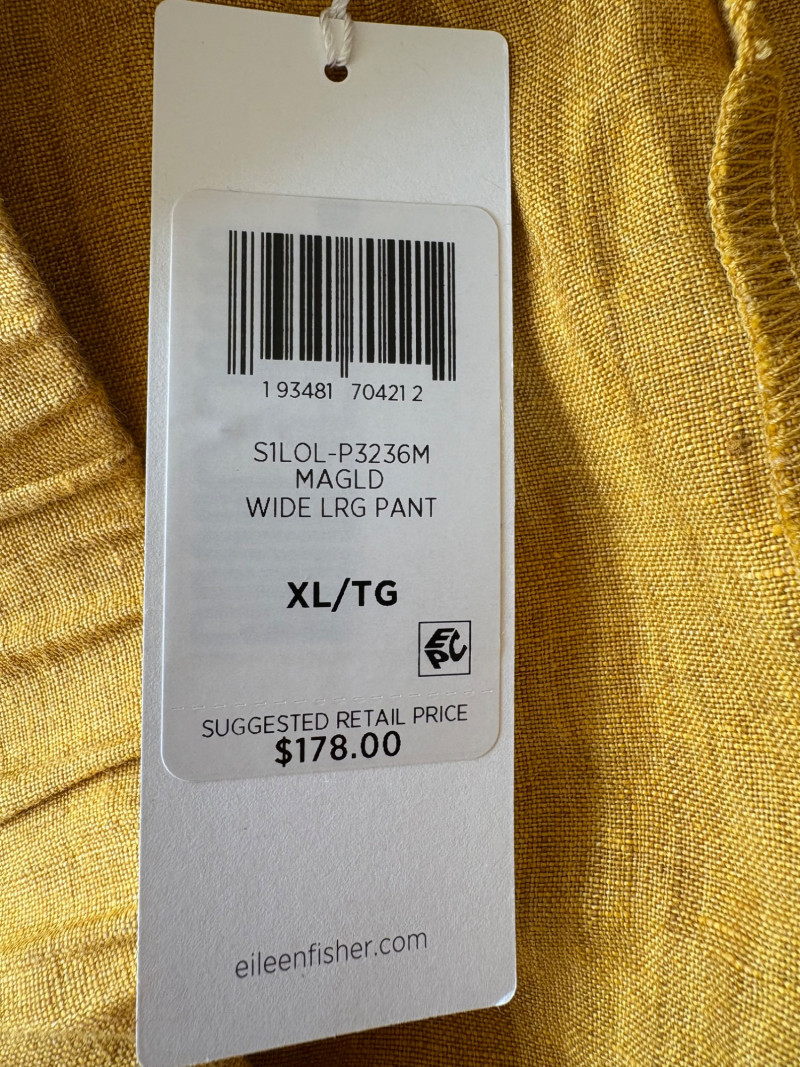 1 93481 70421 2
S1LOL-P3236M
MAGLD
WIDE LRG PANT
XL/TG
EPC
SUGGESTED RETAIL PRICE
$178.00
eileenfisher.com